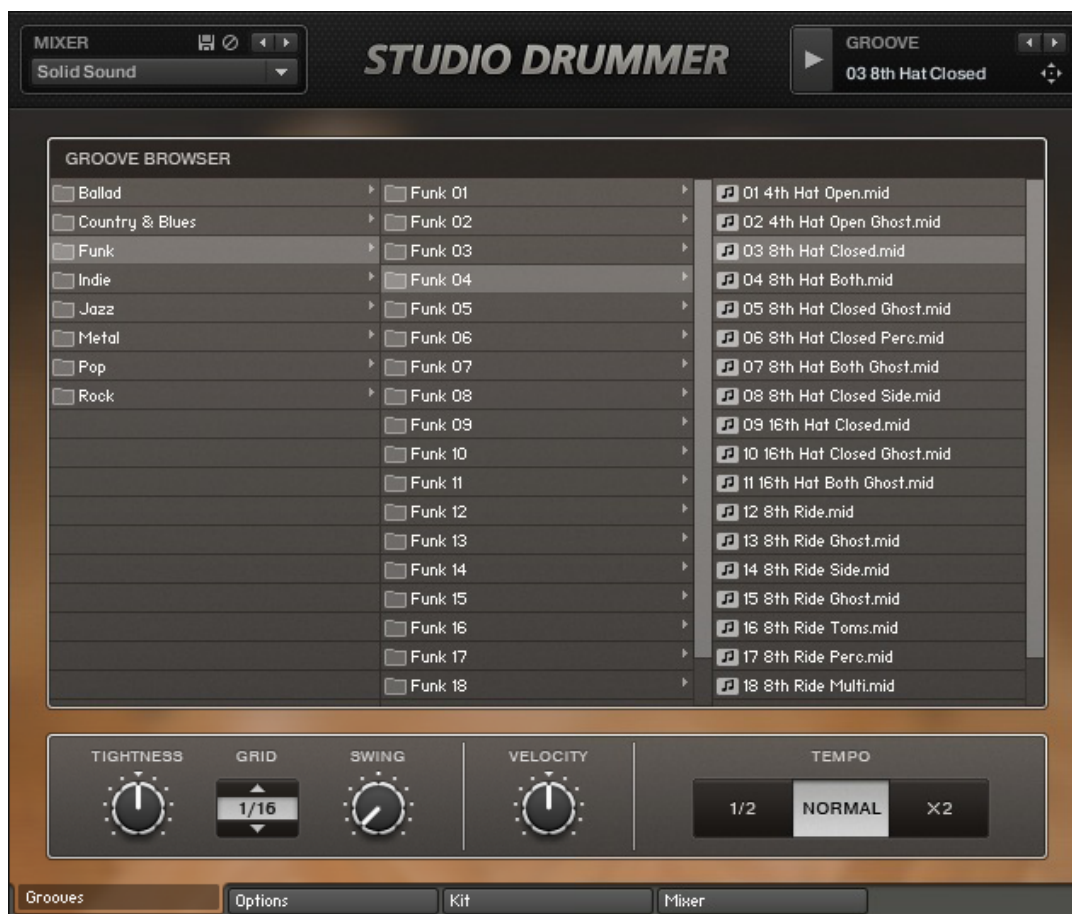 MIXER
Solid Sound
STUDIO DRUMMER
GROOVE
03 8th Hat Closed
GROOVE BROWSER
Ballad
Country & Blues
Funk
Indie
Jazz
Metal
Pop
Rock
Funk 01
Funk 02
Funk 03
Funk 04
Funk 05
Funk 06
Funk 07
Funk 08
Funk 09
Funk 10
Funk 11
Funk 12
Funk 13
Funk 14
Funk 15
Funk 16
Funk 17
Funk 18
01 4th Hat Open.mid
02 4th Hat Open Ghost.mid
03 8th Hat Closed.mid
04 8th Hat Both.mid
05 8th Hat Closed Ghost.mid
06 8th Hat Closed Perc.mid
07 8th Hat Both Ghost.mid
08 8th Hat Closed Side.mid
09 16th Hat Closed.mid
10 16th Hat Closed Ghost.mid
11 16th Hat Both Ghost.mid
12 8th Ride.mid
13 8th Ride Ghost.mid
14 8th Ride Side.mid
15 8th Ride Ghost.mid
16 8th Ride Toms.mid
17 8th Ride Perc.mid
18 8th Ride Multi.mid
TIGHTNESS
GRID
1/16
SWING
VELOCITY
TEMPO
1/2
NORMAL
X2
Grooves
Options
Kit
Mixer